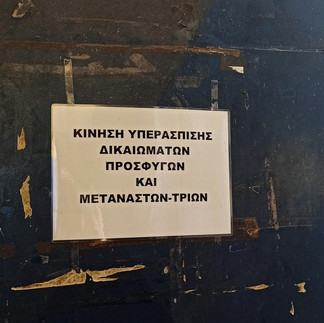 ΚΙΝΗΣΗ ΥΠΕΡΑΣΠΙΣΗΣ
ΔΙΚΑΙΩΜΑΤΩΝ
ΠΡΟΣΦΥΓΩΝ
ΚΑΙ
ΜΕΤΑΝΑΣΤΩΝ-ΤΡΙΩΝ